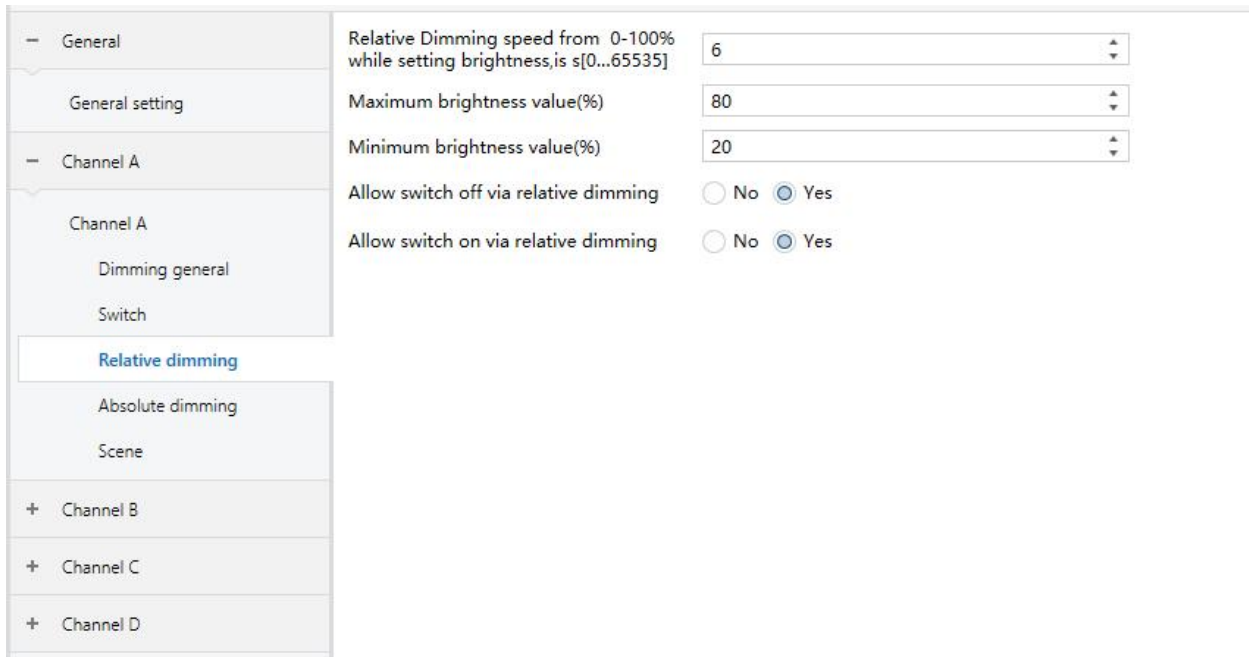 General
General setting
Channel A
Channel A
Dimming general
Switch
Relative dimming
Absolute dimming
Scene
Channel B
Channel C
Channel D
Relative Dimming speed from  0-100%
while setting brightness,is s[0...65535]
6
Maximum brightness value(%)
80
Minimum brightness value(%)
20
Allow switch off via relative dimming
No Yes
Allow switch on via relative dimming
No Yes